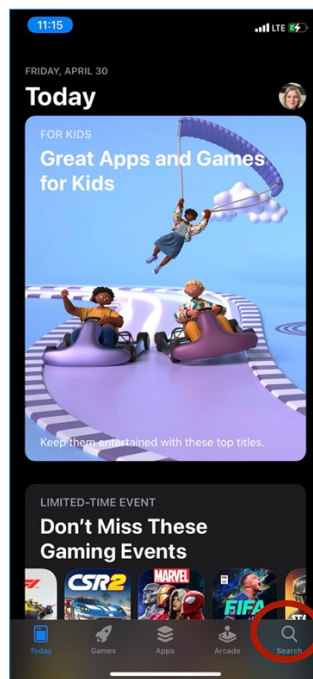 11:15
LTE
FRIDAY, APRIL 30
Today
FOR KIDS
Great Apps and Games
for Kids
Keep them entertained with these top titles.
LIMITED-TIME EVENT
Don't Miss These
Gaming Events
CSR2
MARVEL
FIFA
Today
Games
Apps
Arcade
Search